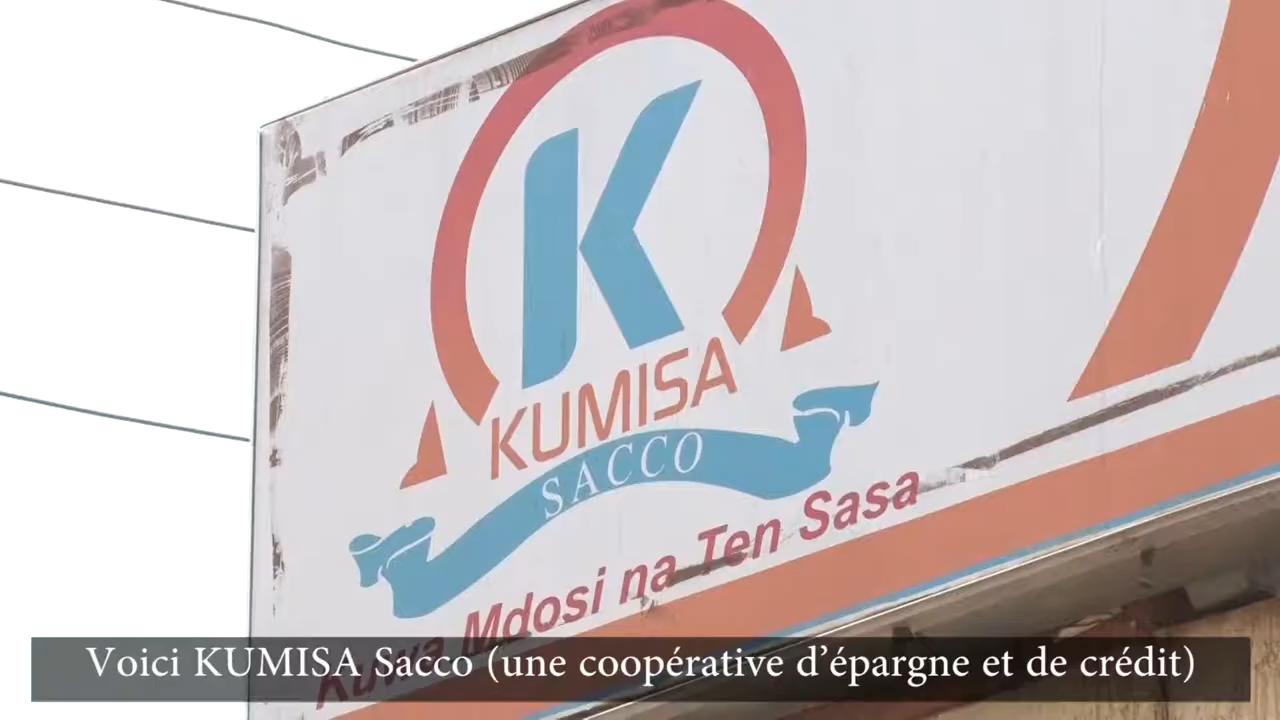 K
KUMISA
SACCO
Kuwa Mdosi na Ten Sasa
Voici KUMISA Sacco (une coopérative d’épargne et de crédit)